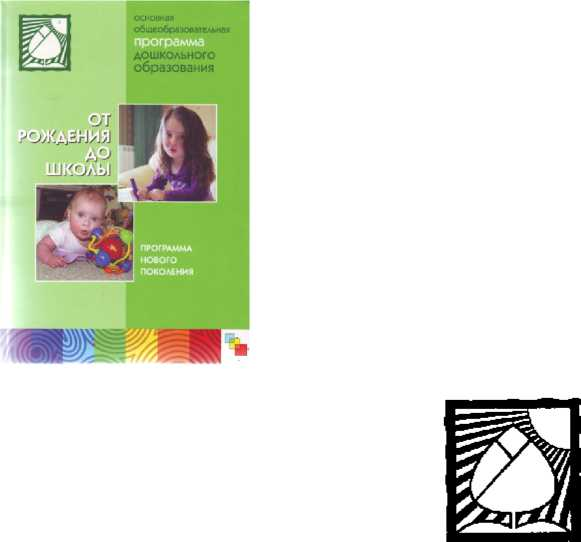 основная
общеобразовательная
программа
дошкольного
образования
ОТ
РОЖДЕНИЯ
ДО
ШКОЛЫ
ПРОГРАММА
НОВОГО
ПОКОЛЕНИЯ